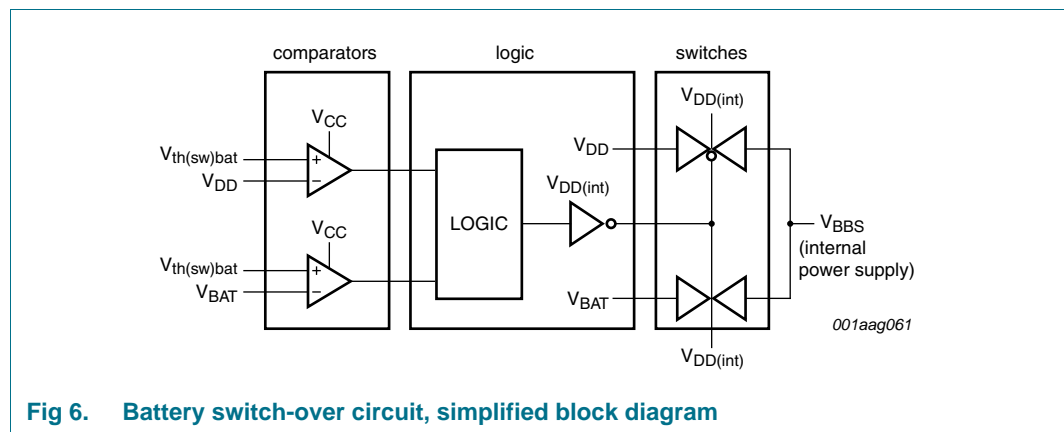 comparators
logic
switches
VCC
Vth(sw)bat
VDD
+
−
VCC
Vth(sw)bat
VBAT
+
−
LOGIC
VDD(int)
VDD
VBAT
VDD(int)
VDD(int)
VBBS
(internal
power supply)
001aag061
Fig 6. Battery switch-over circuit, simplified block diagram